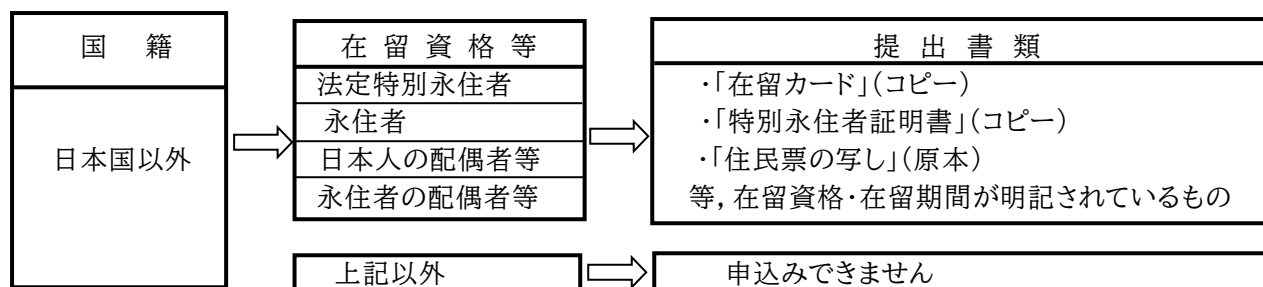 国 籍
日本国以外
在 留 資 格 等
法定特別永住者
永住者
日本人の配偶者等
永住者の配偶者等
提 出 書 類
・「在留カード」（コピー）
・「特別永住者証明書」（コピー）
・「住民票の写し」（原本）
等，在留資格・在留期間が明記されているもの
上記以外
申込みできません